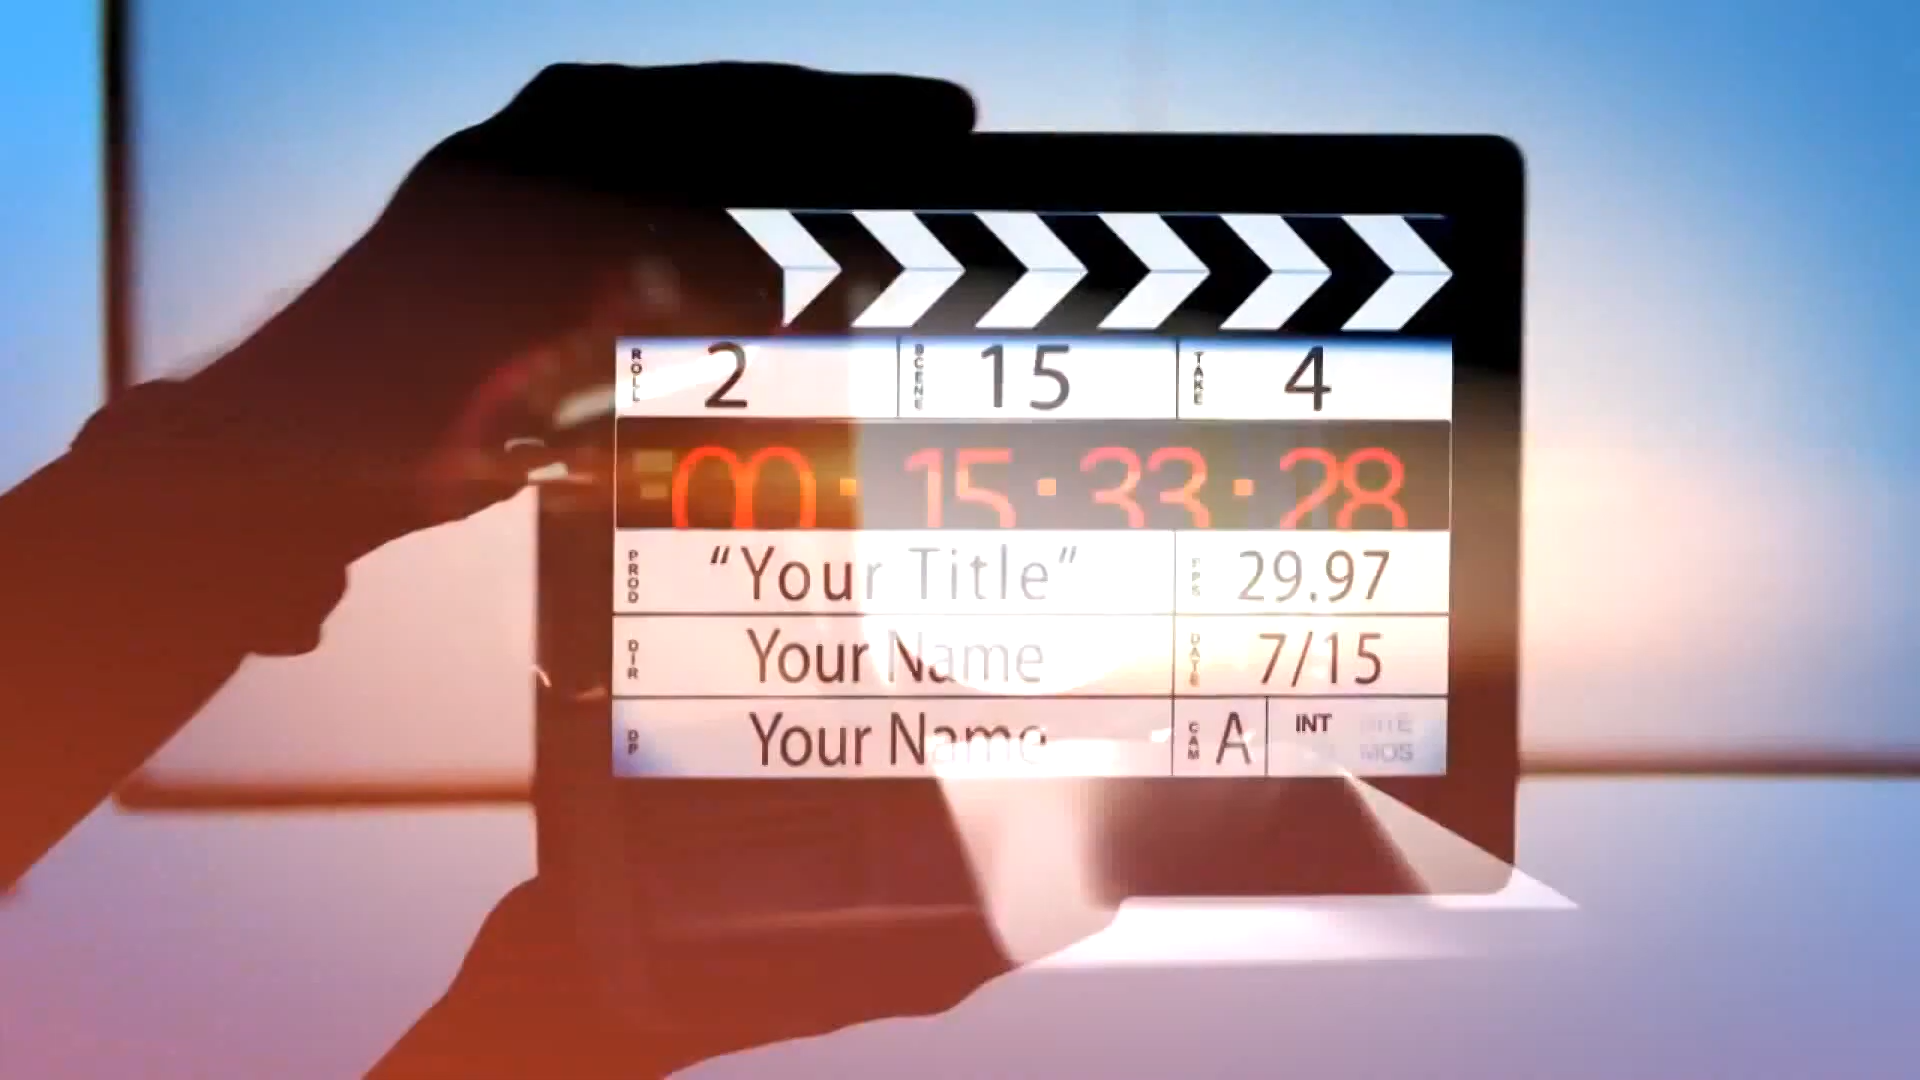 ROLL 2 SCENE 15 TAKE 4
00:15:33:28
PROD "Your Title" FPS 29.97
DIR Your Name DATE 7/15
DP Your Name CAM A INT
MOS